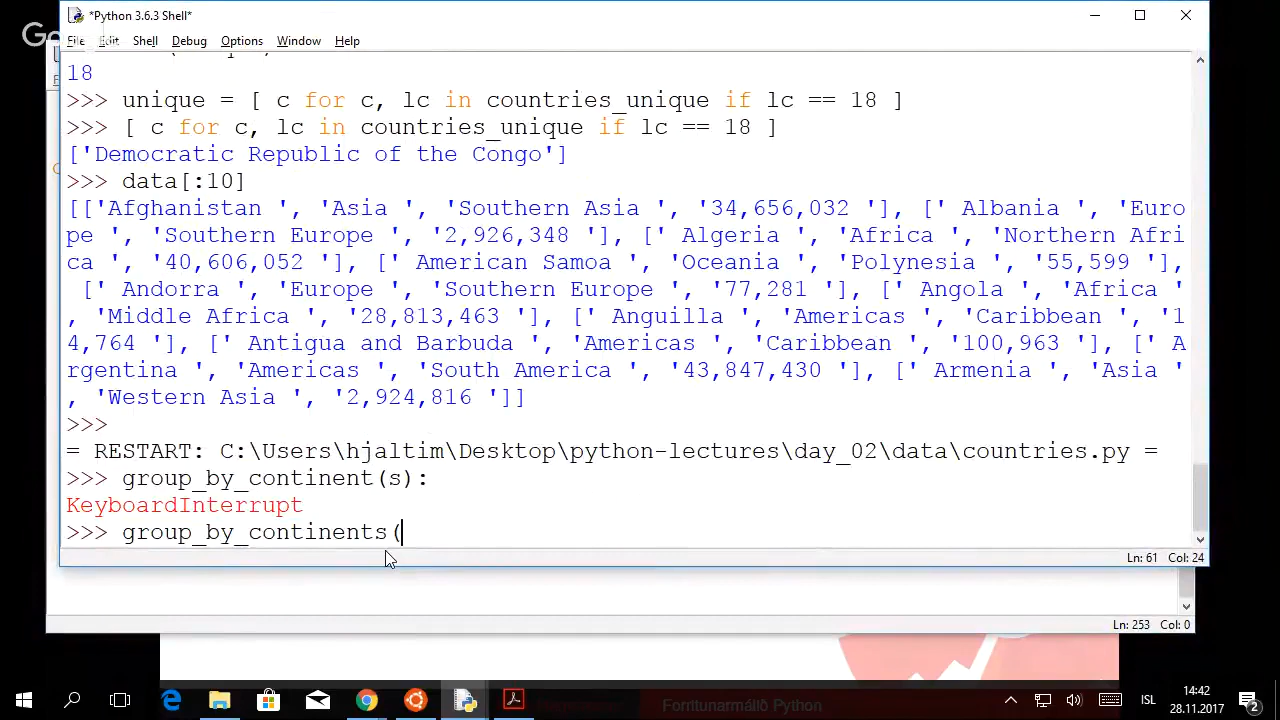 *Python 3.6.3 Shell*
File Edit Shell Debug Options Window Help
18
>>> unique = [ c for c, lc in countries_unique if lc == 18 ]
>>> [ c for c, lc in countries_unique if lc == 18 ]
['Democratic Republic of the Congo']
>>> data[:10]
[['Afghanistan ', 'Asia ', 'Southern Asia ', '34,656,032 '], [' Albania ', 'Euro
pe ', 'Southern Europe ', '2,926,348 '], [' Algeria ', 'Africa ', 'Northern Afri
ca ', '40,606,052 '], [' American Samoa ', 'Oceania ', 'Polynesia ', '55,599 '],
 [' Andorra ', 'Europe ', 'Southern Europe ', '77,281 '], [' Angola ', 'Africa '
, 'Middle Africa ', '28,813,463 '], [' Anguilla ', 'Americas ', 'Caribbean ', '1
4,764 '], [' Antigua and Barbuda ', 'Americas ', 'Caribbean ', '100,963 '], [' A
rgentina ', 'Americas ', 'South America ', '43,847,430 '], [' Armenia ', 'Asia '
, 'Western Asia ', '2,924,816 ']]
>>>
= RESTART: C:\Users\hjaltim\Desktop\python-lectures\day_02\data\countries.py =
>>> group_by_continent(s):
KeyboardInterrupt
>>> group_by_continents(
Ln: 61 Col: 24
Ln: 253 Col: 0
Forritunarmálið Python
ISL
14:42
28.11.2017
2